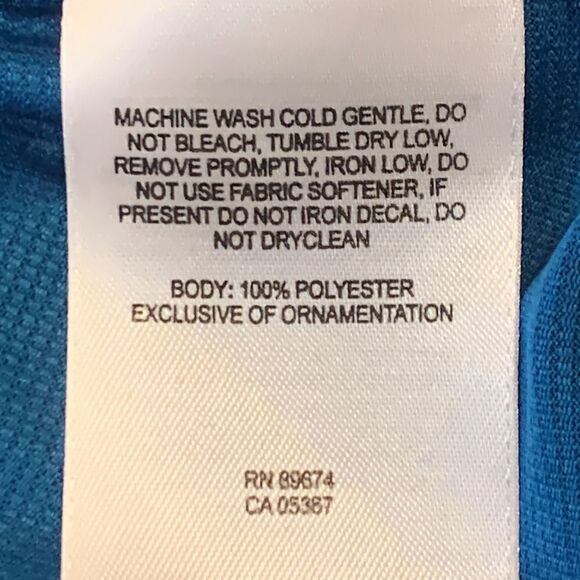 MACHINE WASH COLD GENTLE, DO
NOT BLEACH, TUMBLE DRY LOW,
REMOVE PROMPTLY, IRON LOW, DO
NOT USE FABRIC SOFTENER, IF
PRESENT DO NOT IRON DECAL, DO
NOT DRYCLEAN
BODY: 100% POLYESTER
EXCLUSIVE OF ORNAMENTATION
RN 89674
CA 05367